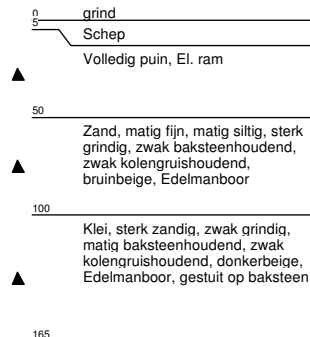 0
grind
5
Schep
Volledig puin, El. ram
50
Zand, matig fijn, matig siltig, sterk
grindig, zwak baksteenhoudend,
zwak kolengruishoudend,
bruinbeige, Edelmanboor
100
Klei, sterk zandig, zwak grindig,
matig baksteenhoudend, zwak
kolengruishoudend, donkerbeige,
Edelmanboor, gestuit op baksteen
165